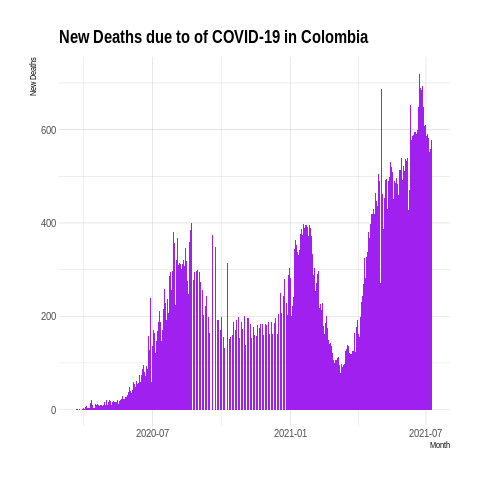 New Deaths due to of COVID-19 in Colombia
New Deaths
600
400
200
0
2020-07
2021-01
2021-07
Month